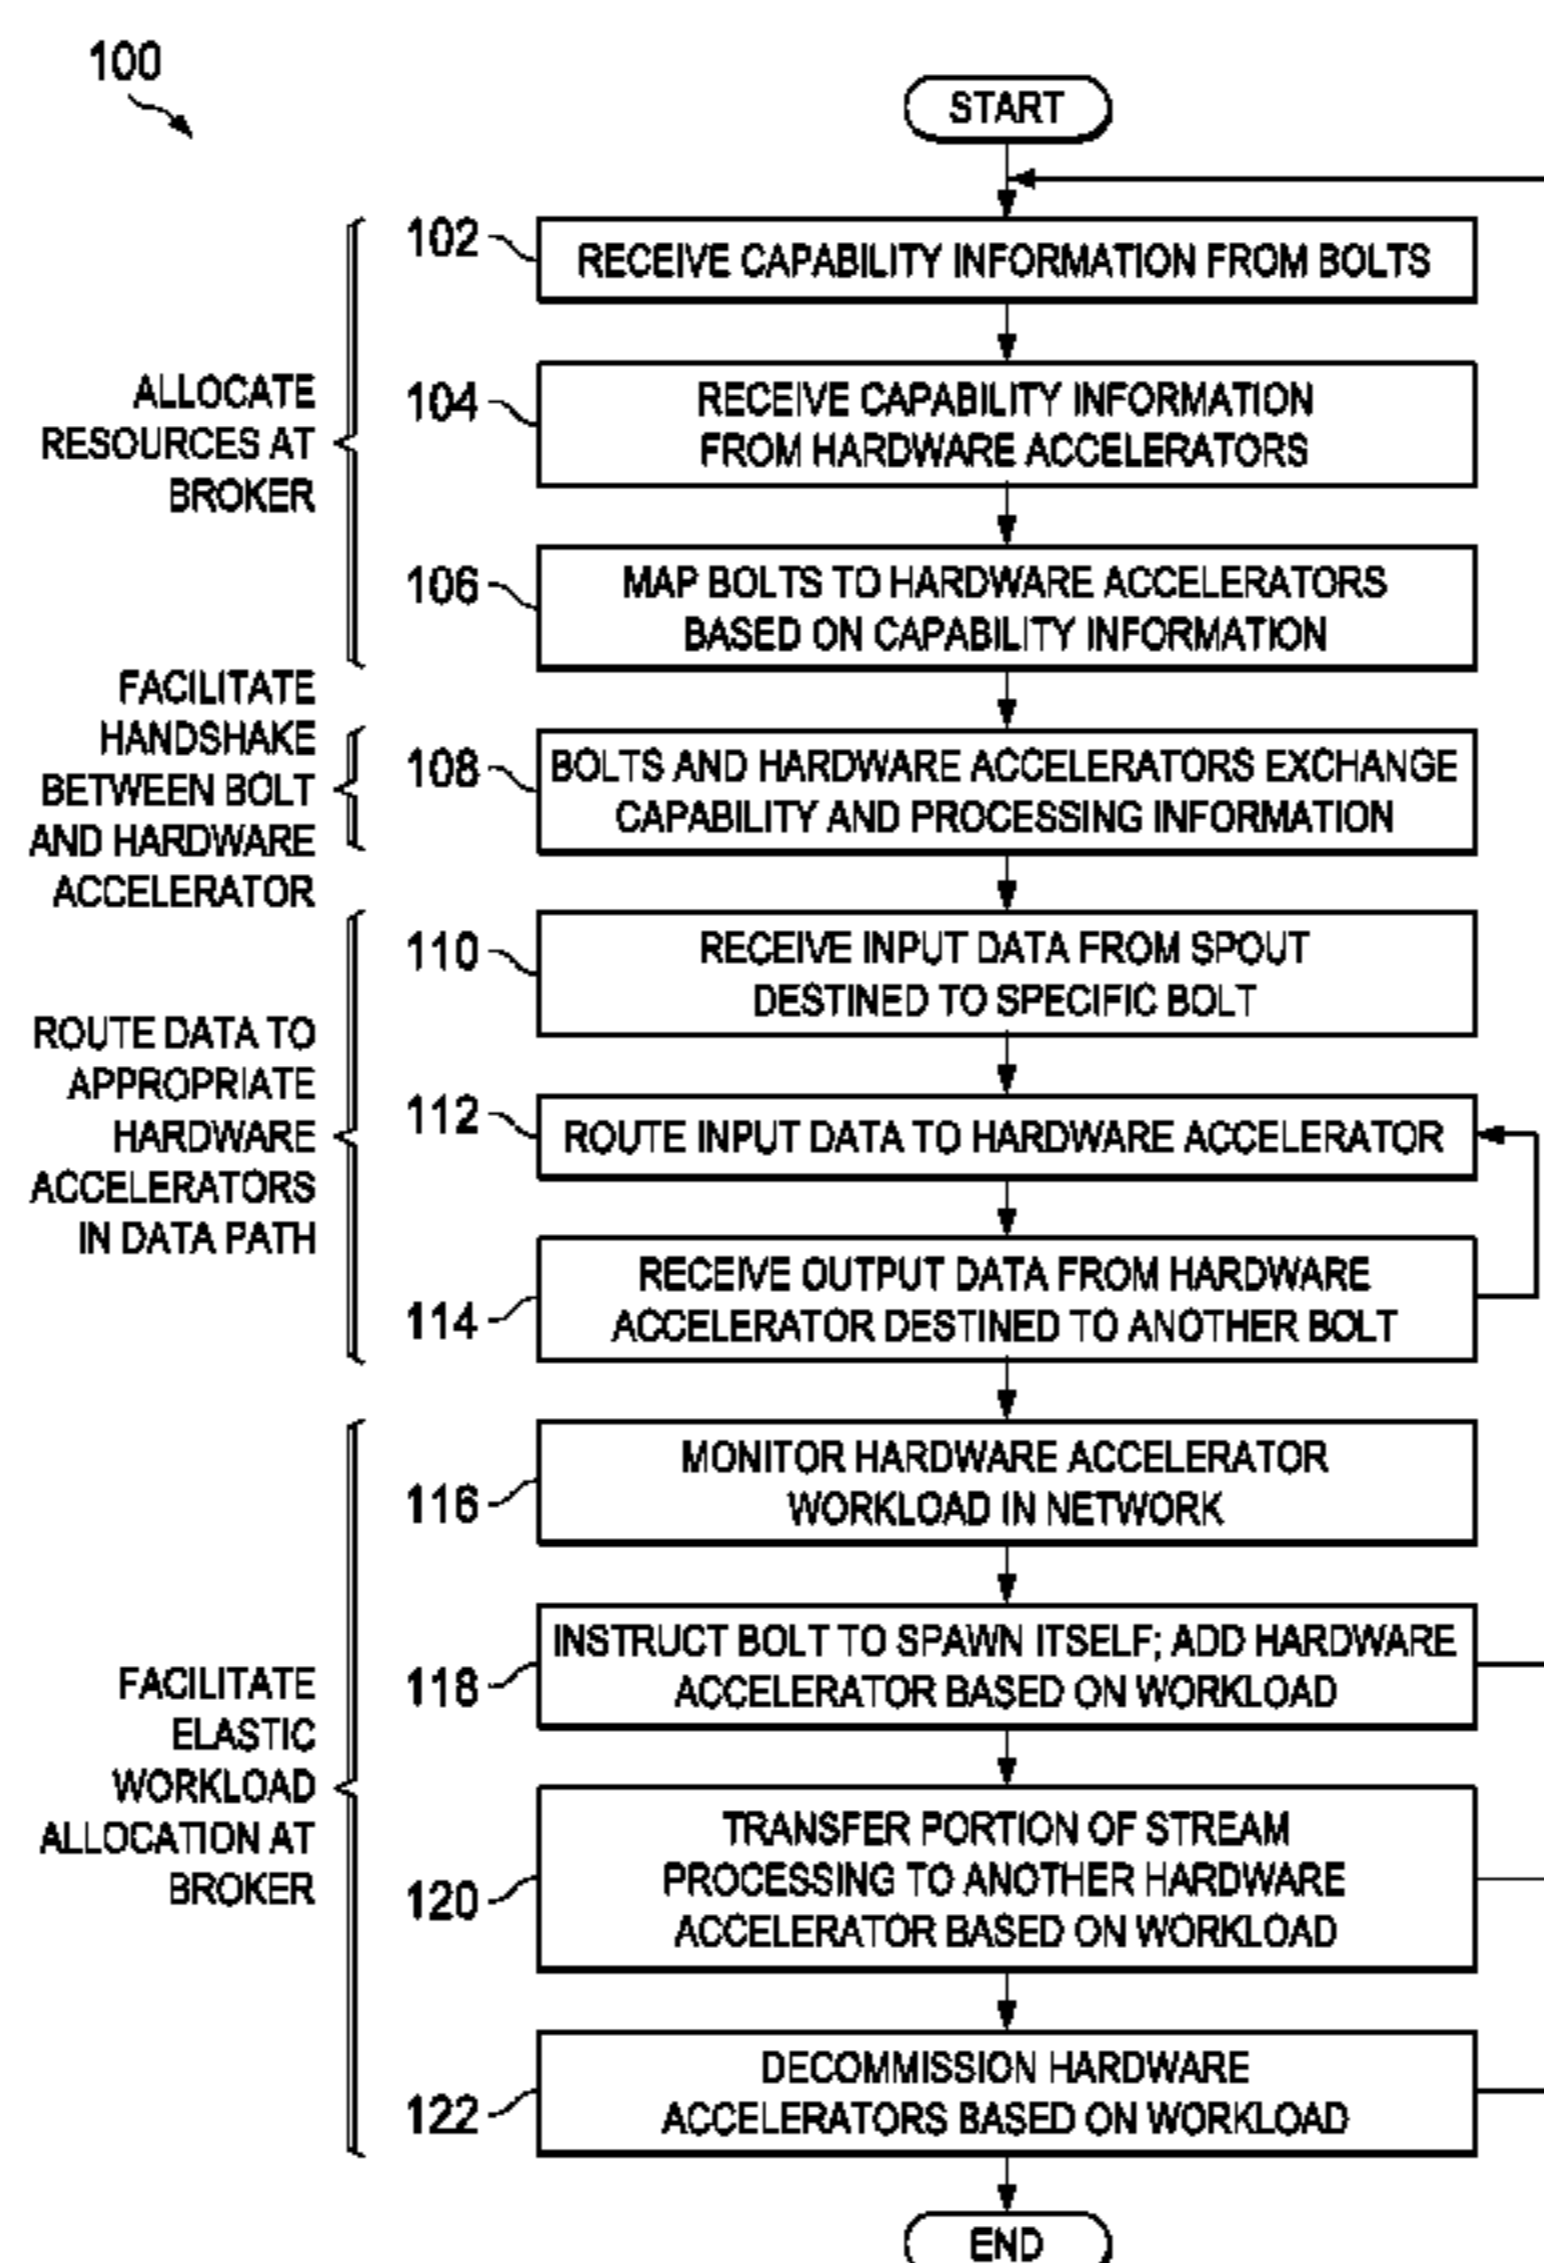 100
START
ALLOCATE
RESOURCES AT
BROKER
102
RECEIVE CAPABILITY INFORMATION FROM BOLTS
104
RECEIVE CAPABILITY INFORMATION
FROM HARDWARE ACCELERATORS
106
MAP BOLTS TO HARDWARE ACCELERATORS
BASED ON CAPABILITY INFORMATION
FACILITATE
HANDSHAKE
BETWEEN BOLT
AND HARDWARE
ACCELERATOR
108
BOLTS AND HARDWARE ACCELERATORS EXCHANGE
CAPABILITY AND PROCESSING INFORMATION
ROUTE DATA TO
APPROPRIATE
HARDWARE
ACCELERATORS
IN DATA PATH
110
RECEIVE INPUT DATA FROM SPOUT
DESTINED TO SPECIFIC BOLT
112
ROUTE INPUT DATA TO HARDWARE ACCELERATOR
114
RECEIVE OUTPUT DATA FROM HARDWARE
ACCELERATOR DESTINED TO ANOTHER BOLT
FACILITATE
ELASTIC
WORKLOAD
ALLOCATION AT
BROKER
116
MONITOR HARDWARE ACCELERATOR
WORKLOAD IN NETWORK
118
INSTRUCT BOLT TO SPAWN ITSELF; ADD HARDWARE
ACCELERATOR BASED ON WORKLOAD
120
TRANSFER PORTION OF STREAM
PROCESSING TO ANOTHER HARDWARE
ACCELERATOR BASED ON WORKLOAD
122
DECOMMISSION HARDWARE
ACCELERATORS BASED ON WORKLOAD
END